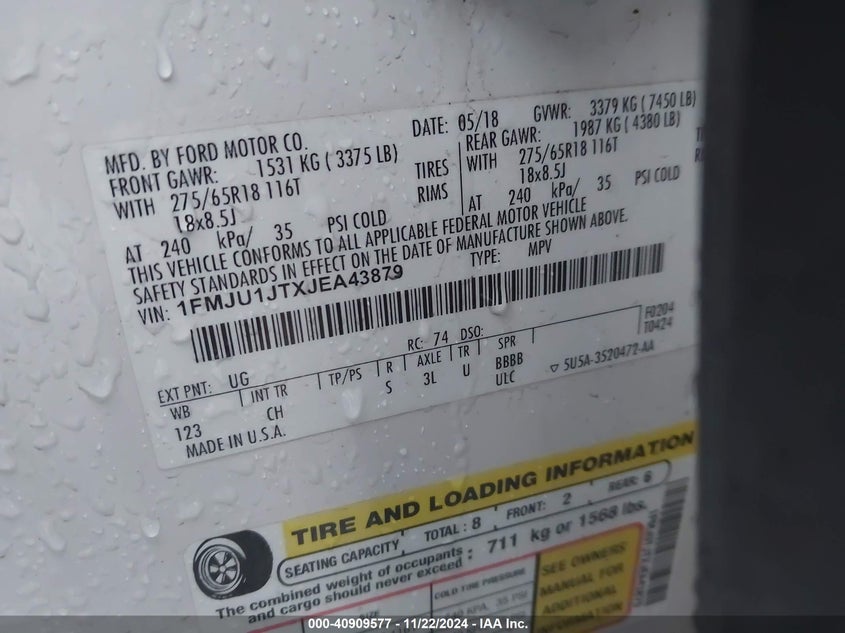 MFD. BY FORD MOTOR CO.
DATE: 05/18 GVWR: 3379 KG ( 7450 LB)
FRONT GAWR: 1531 KG ( 3375 LB)
REAR GAWR: 1987 KG ( 4380 LB)
WITH 275/65R18 116T TIRES
WITH 275/65R18 116T
18x8.5J RIMS
18x8.5J
AT 240 kPa/ 35 PSI COLD
AT 240 kPa/ 35 PSI COLD
THIS VEHICLE CONFORMS TO ALL APPLICABLE FEDERAL MOTOR VEHICLE
SAFETY STANDARDS IN EFFECT ON THE DATE OF MANUFACTURE SHOWN ABOVE.
VIN: 1FMJU1JTXJEA43879
TYPE: MPV
F0204
T0424
RC: 74 DSO:
EXT PNT: UG
WB INT TR TP/PS R AXLE TR SPR
123 CH S 3L U BBBB
ULC
▽ 5U5A-3520472-AA
MADE IN U.S.A.
TIRE AND LOADING INFORMATION
SEATING CAPACITY TOTAL: 8 FRONT: 2 REAR: 6
The combined weight of occupants and cargo should never exceed : 711 kg or 1568 lbs.
COLD TIRE PRESSURE
SEE OWNERS
MANUAL FOR
ADDITIONAL
INFORMATION
000-40909577 - 11/22/2024 - IAA Inc.